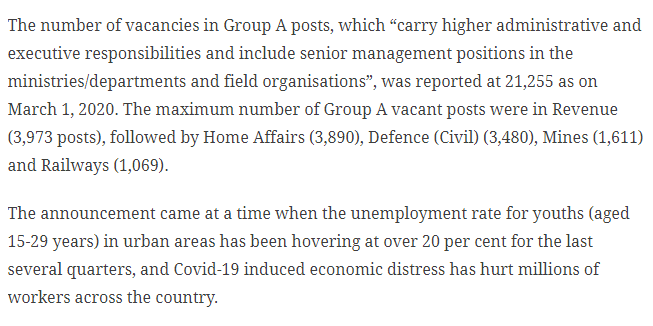 The number of vacancies in Group A posts, which “carry higher administrative and
executive responsibilities and include senior management positions in the
ministries/departments and field organisations”, was reported at 21,255 as on
March 1, 2020. The maximum number of Group A vacant posts were in Revenue
(3,973 posts), followed by Home Affairs (3,890), Defence (Civil) (3,480), Mines (1,611)
and Railways (1,069).
The announcement came at a time when the unemployment rate for youths (aged
15-29 years) in urban areas has been hovering at over 20 per cent for the last
several quarters, and Covid-19 induced economic distress has hurt millions of
workers across the country.